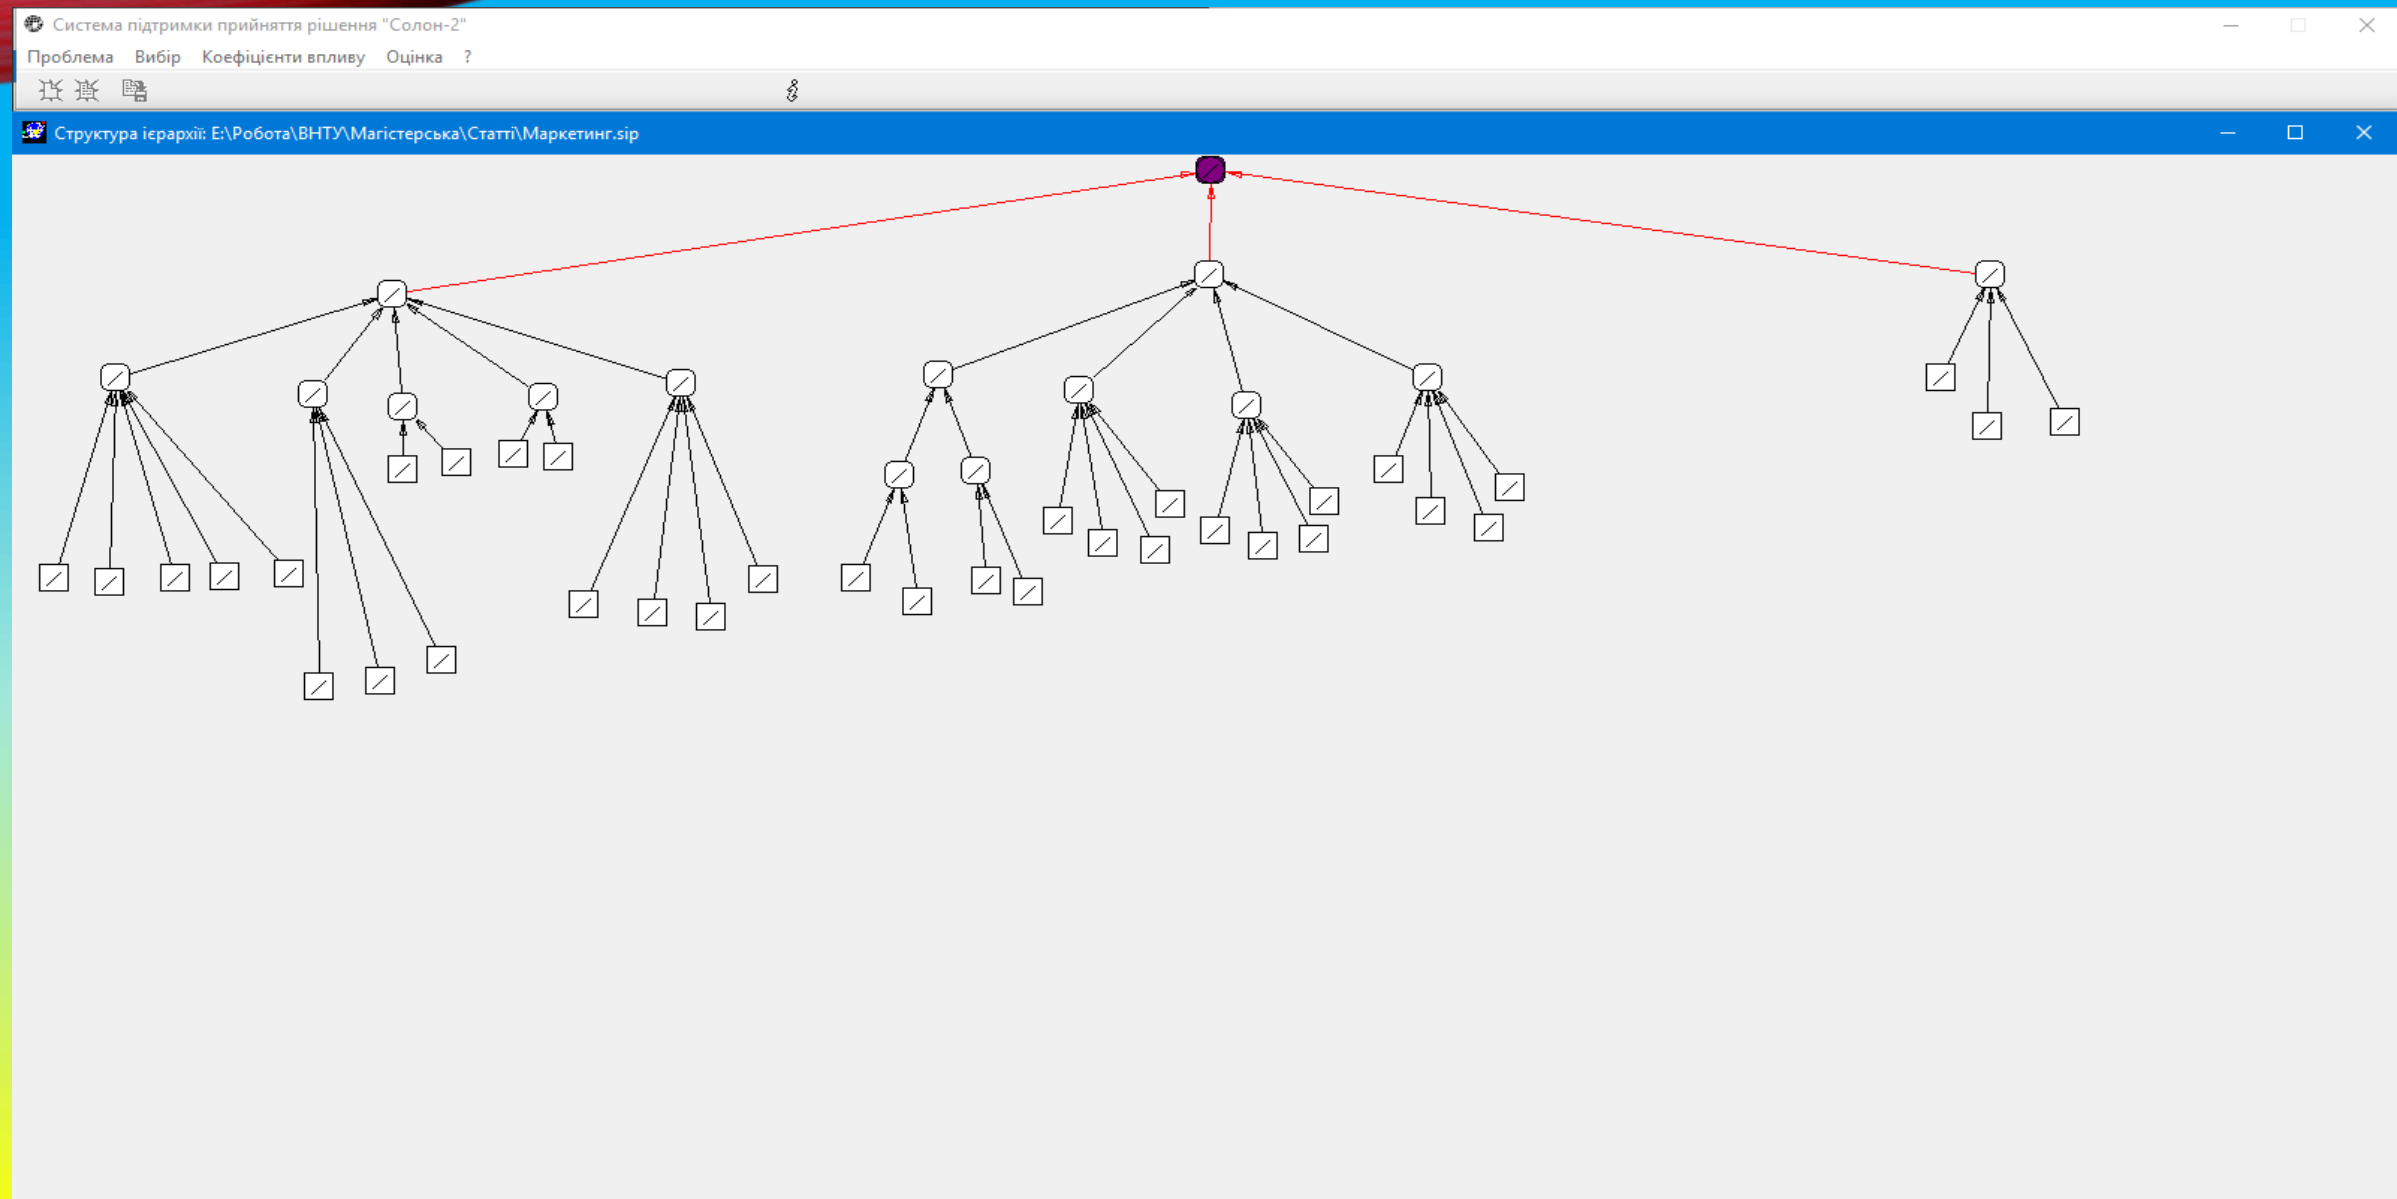 Система підтримки прийняття рішення "Солон-2"
Проблема Вибір Коефіцієнти впливу Оцінка ?
Структура ієрархії: E:\Робота\ВНТУ\Магістерська\Статті\Маркетинг.sip